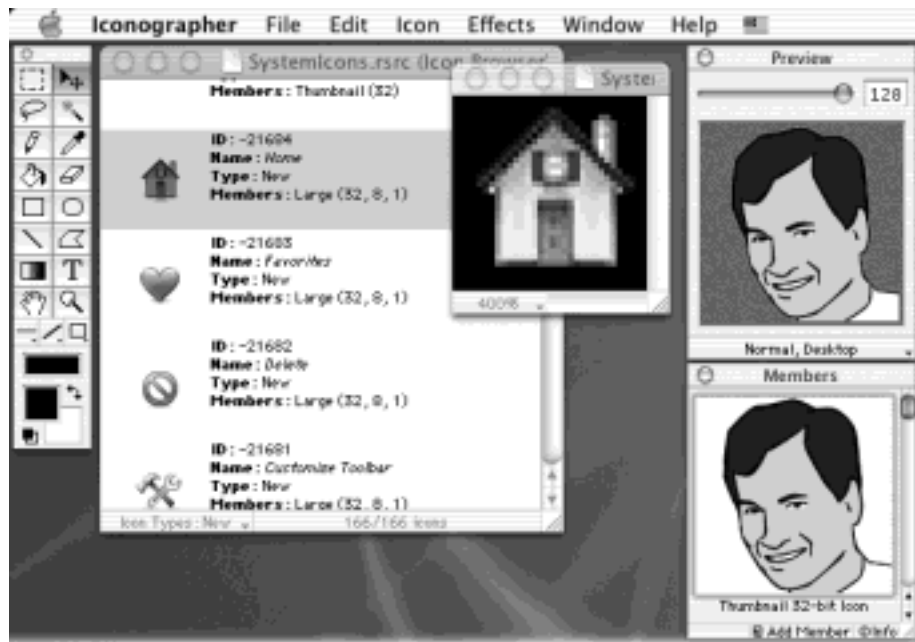 Iconographer File Edit Icon Effects Window Help
SystemIcons.rsrc (Icon Browser)
Members: Thumbnail (32)
ID: -21684
Name: Home
Type: New
Members: Large (32, 8, 1)
ID: -21683
Name: Favorites
Type: New
Members: Large (32, 8, 1)
ID: -21682
Name: Delete
Type: New
Members: Large (32, 8, 1)
ID: -21681
Name: Customize Toolbar
Type: New
Members: Large (32, 8, 1)
Icon Types: New 166/166 icons
System
400%
T
Preview
128
Normal, Desktop
Members
Thumbnail 32-bit Icon
Add Member Info